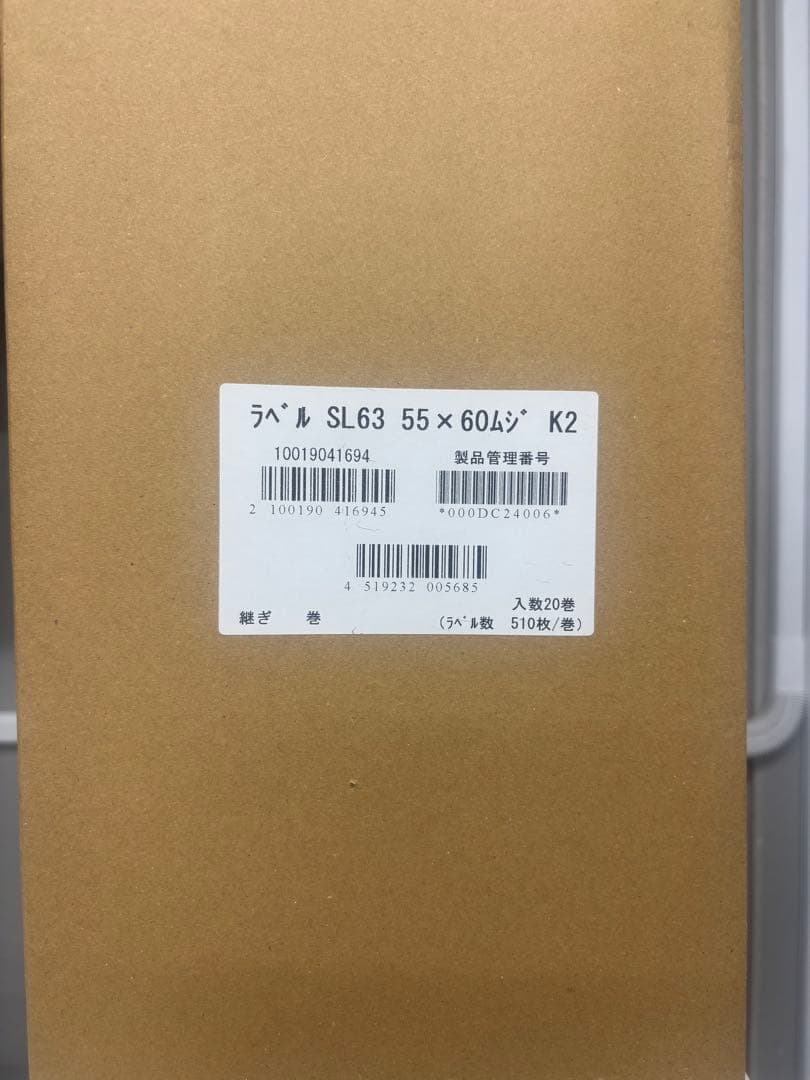 ﾗﾍﾞﾙ SL63 55×60ﾑｼﾞ K2
10019041694 製品管理番号
2 100190 416945 *000DC24006*
4 519232 005685
入数20巻
継ぎ 巻 (ﾗﾍﾞﾙ数 510枚/巻)